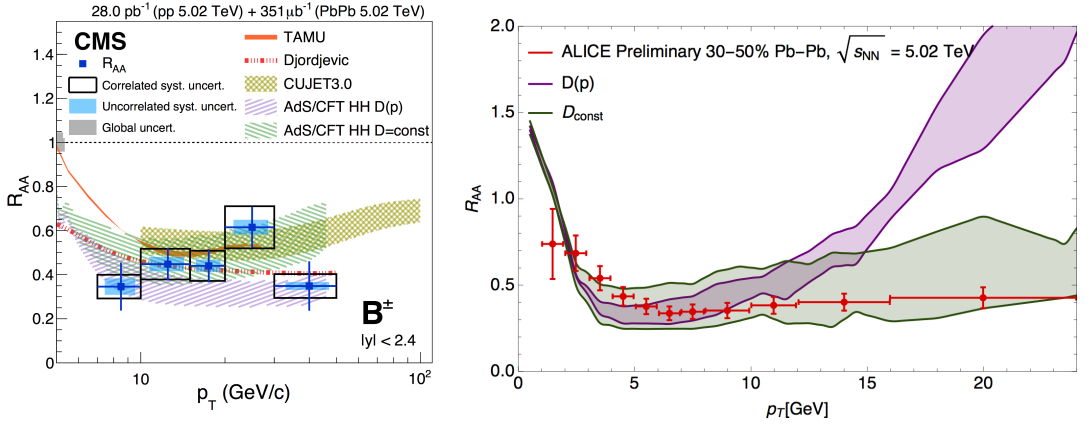 28.0 pb⁻¹ (pp 5.02 TeV) + 351 μb⁻¹ (PbPb 5.02 TeV)
CMS
R_AA
Correlated syst. uncert.
Uncorrelated syst. uncert.
Global uncert.
TAMU
Djordjevic
CUJET3.0
AdS/CFT HH D(p)
AdS/CFT HH D=const
1.4
1.2
1
0.8
0.6
0.4
0.2
0
R_AA
B±
|y| < 2.4
10
10²
p_T (GeV/c)
ALICE Preliminary 30-50% Pb-Pb, √s_NN = 5.02 TeV
D(p)
D_const
2.0
1.5
1.0
0.5
0.0
R_AA
0
5
10
15
20
p_T[GeV]